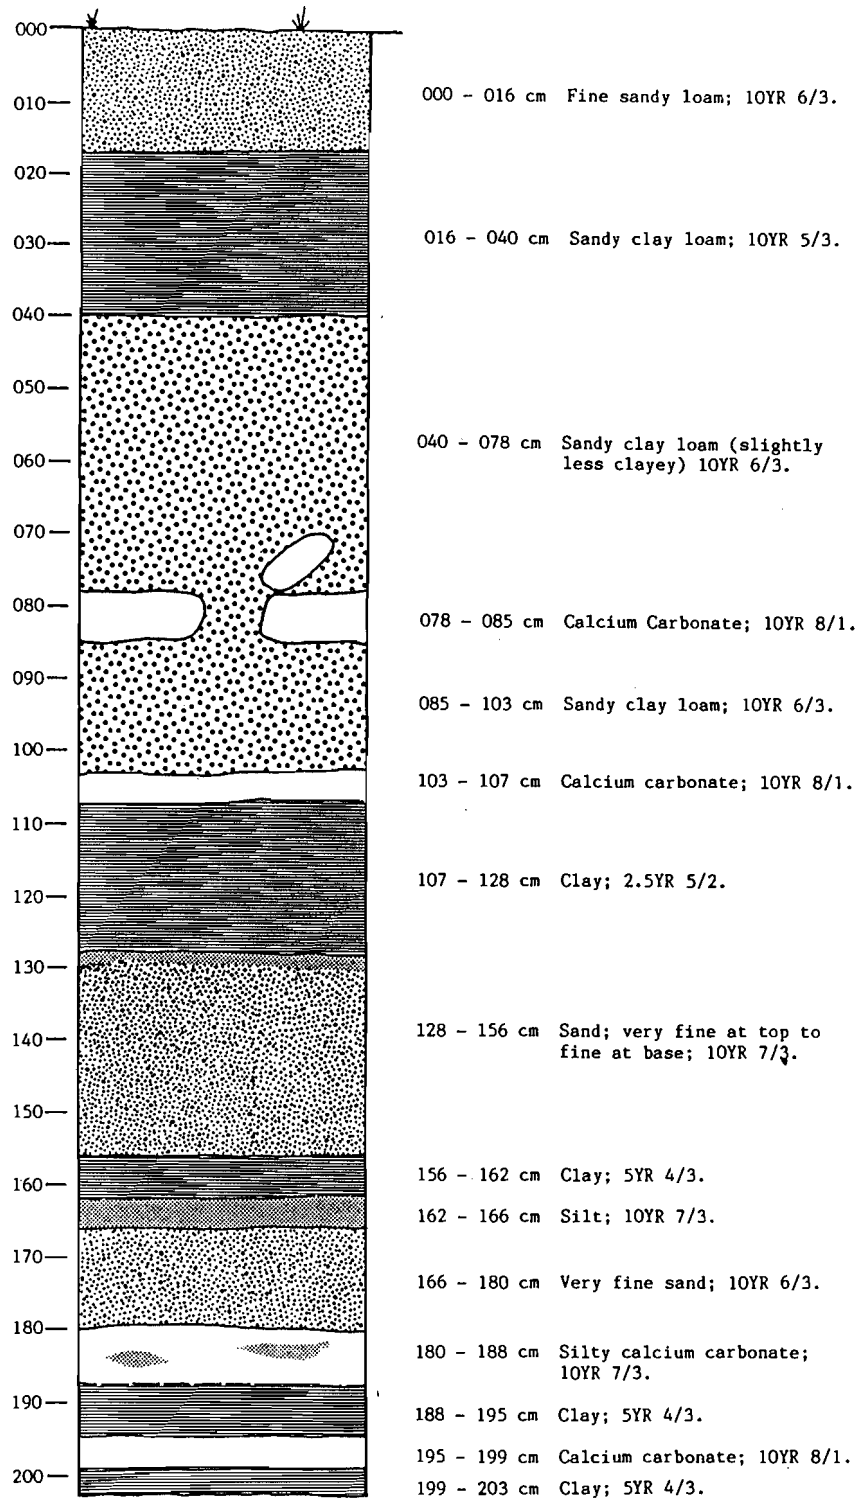 000
000 - 016 cm Fine sandy loam; 10YR 6/3.
010
020
016 - 040 cm Sandy clay loam; 10YR 5/3.
030
040
050
040 - 078 cm Sandy clay loam (slightly
less clayey) 10YR 6/3.
060
070
080
078 - 085 cm Calcium Carbonate; 10YR 8/1.
090
085 - 103 cm Sandy clay loam; 10YR 6/3.
100
103 - 107 cm Calcium carbonate; 10YR 8/1.
110
107 - 128 cm Clay; 2.5YR 5/2.
120
130
128 - 156 cm Sand; very fine at top to
fine at base; 10YR 7/3.
140
150
156 - 162 cm Clay; 5YR 4/3.
160
162 - 166 cm Silt; 10YR 7/3.
170
166 - 180 cm Very fine sand; 10YR 6/3.
180
180 - 188 cm Silty calcium carbonate;
10YR 7/3.
190
188 - 195 cm Clay; 5YR 4/3.
195 - 199 cm Calcium carbonate; 10YR 8/1.
200
199 - 203 cm Clay; 5YR 4/3.